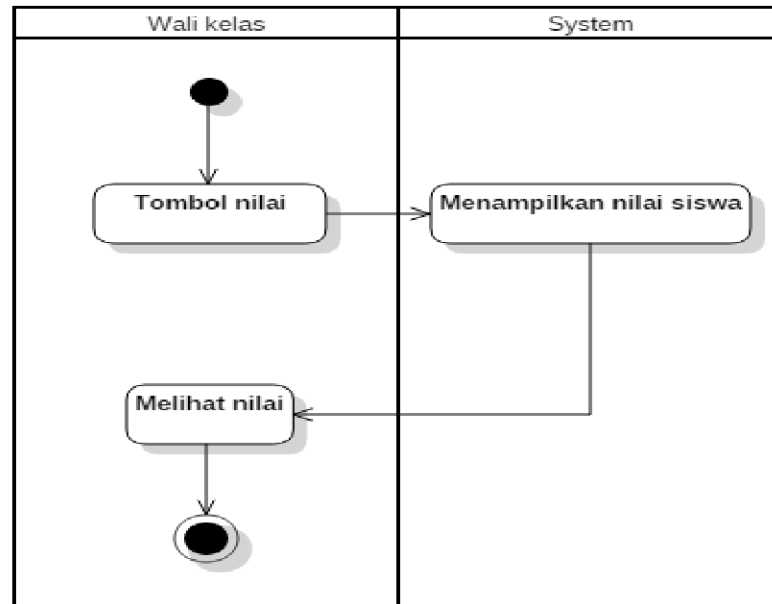 Wali kelas
System
Tombol nilai
Menampilkan nilai siswa
Melihat nilai